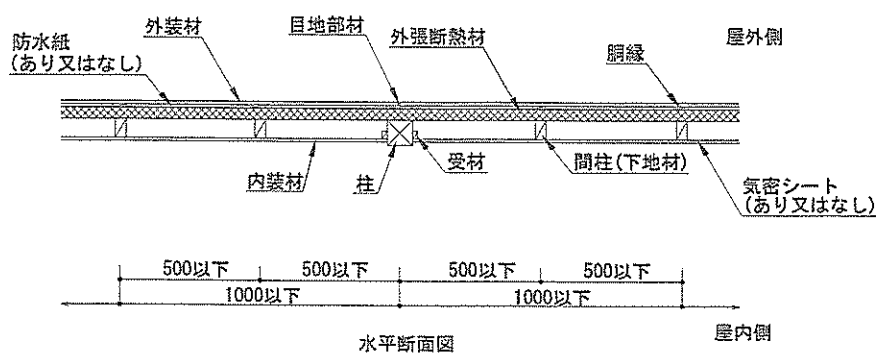 防水紙
(あり又はなし)
外装材
目地部材
外張断熱材
屋外側
胴縁
内装材
柱
受材
間柱(下地材)
気密シート
(あり又はなし)
500以下
500以下
500以下
500以下
1000以下
1000以下
水平断面図
屋内側